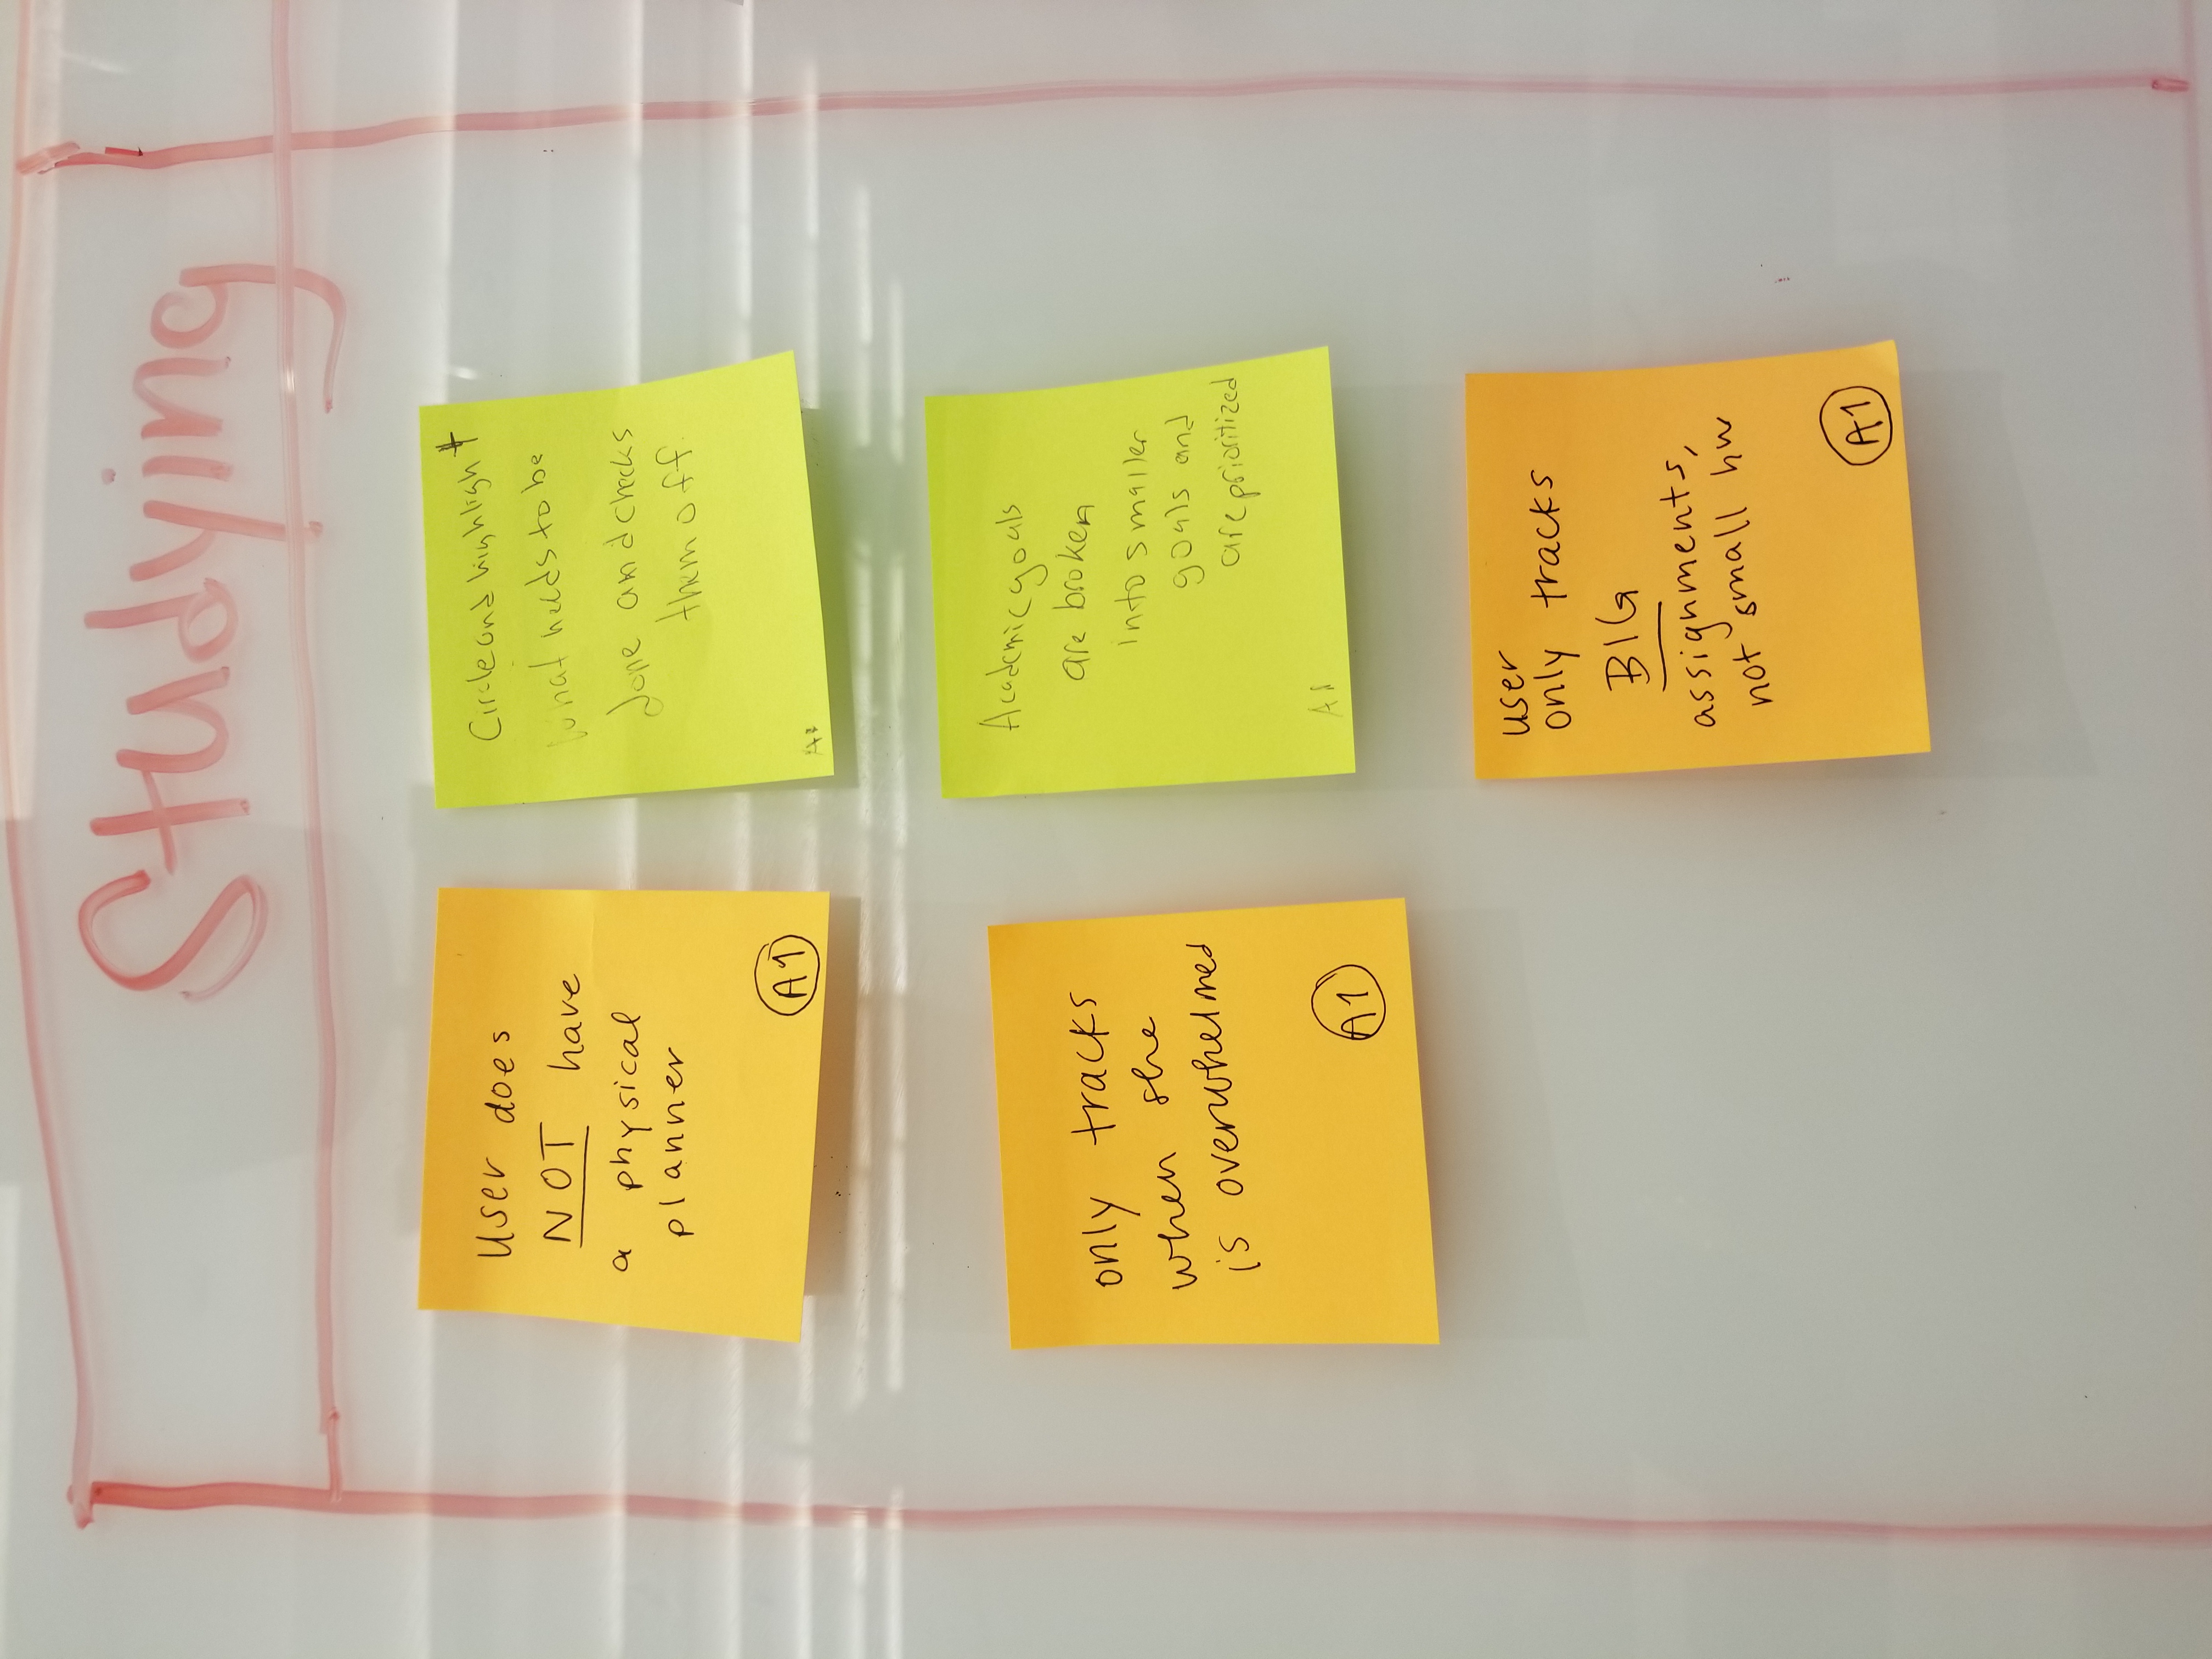 Studying
User does
NOT have
a physical
planner
A1
Circle and highlight
what needs to be
done and checks
them off.
A1
only tracks
when she
is overwhelmed
A1
Academic goals
are broken
into smaller
goals and
are prioritized
A1
user
only tracks
BIG
assignments,
not small hw
A1